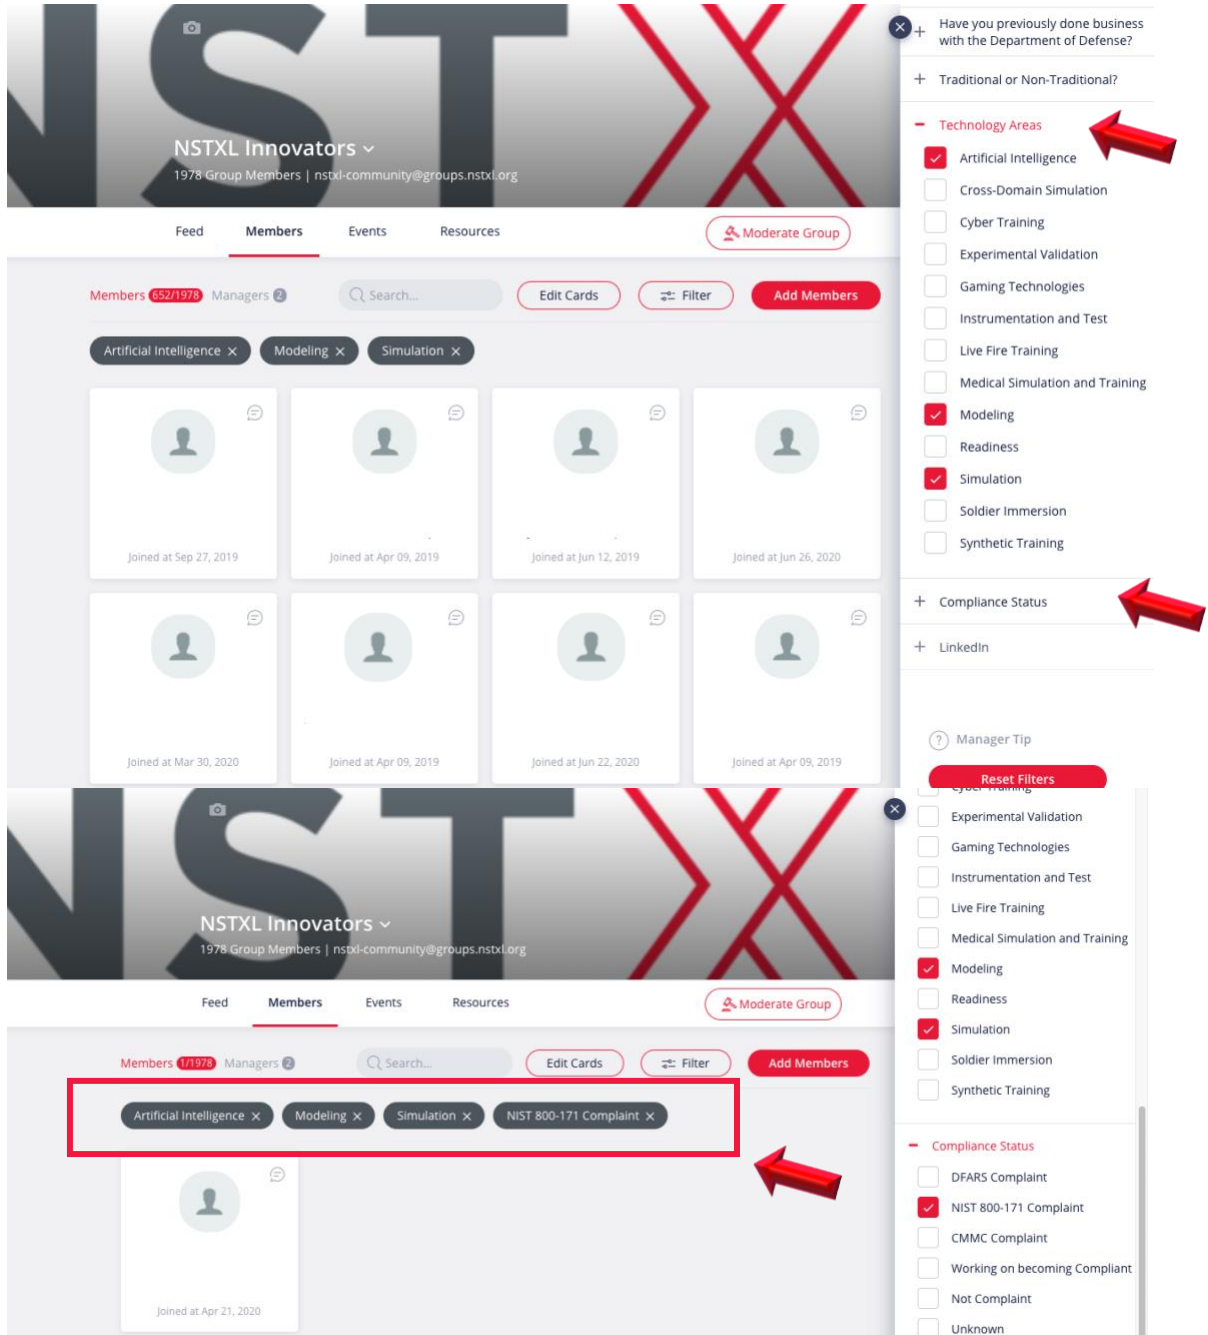 NSTX
NSTXL Innovators
1978 Group Members | nstxl-community@groups.nstxl.org
Feed Members Events Resources Moderate Group
Members 652/1978 Managers 2 Search... Edit Cards Filter Add Members
Artificial Intelligence × Modeling × Simulation ×
Joined at Sep 27, 2019 Joined at Apr 09, 2019 Joined at Jun 12, 2019 Joined at Jun 26, 2020
Joined at Mar 30, 2020 Joined at Apr 09, 2019 Joined at Jun 22, 2020 Joined at Apr 09, 2019
+ Have you previously done business
with the Department of Defense?
+ Traditional or Non-Traditional?
− Technology Areas
Artificial Intelligence
Cross-Domain Simulation
Cyber Training
Experimental Validation
Gaming Technologies
Instrumentation and Test
Live Fire Training
Medical Simulation and Training
Modeling
Readiness
Simulation
Soldier Immersion
Synthetic Training
+ Compliance Status
+ LinkedIn
? Manager Tip
Reset Filters
NSTX
NSTXL Innovators
1978 Group Members | nstxl-community@groups.nstxl.org
Feed Members Events Resources Moderate Group
Members 1/1978 Managers 2 Search... Edit Cards Filter Add Members
Artificial Intelligence × Modeling × Simulation × NIST 800-171 Complaint ×
Joined at Apr 21, 2020
Cyber Training
Experimental Validation
Gaming Technologies
Instrumentation and Test
Live Fire Training
Medical Simulation and Training
Modeling
Readiness
Simulation
Soldier Immersion
Synthetic Training
− Compliance Status
DFARS Complaint
NIST 800-171 Complaint
CMMC Complaint
Working on becoming Compliant
Not Complaint
Unknown